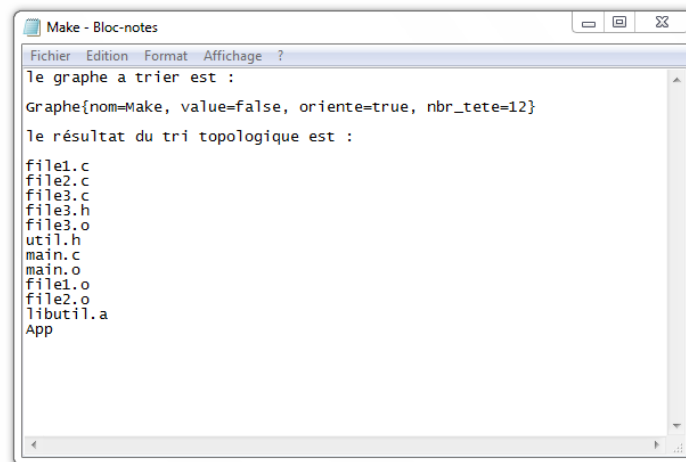 Make - Bloc-notes
Fichier Edition Format Affichage ?
le graphe a trier est :
Graphe{nom=Make, value=false, oriente=true, nbr_tete=12}
le résultat du tri topologique est :
file1.c
file2.c
file3.c
file3.h
file3.o
util.h
main.c
main.o
file1.o
file2.o
libutil.a
App